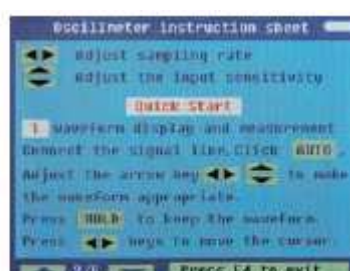 Oscillmeter instruction sheet
Adjust sampling rate
Adjust the input sensitivity
Quick Start
1 waveform display and measurement
Connect the signal line, Click AUTO,
Adjust the arrow key to make
the waveform appropriate.
Press HOLD to keep the waveform.
Press keys to move the cursor.
Press F4 to exit